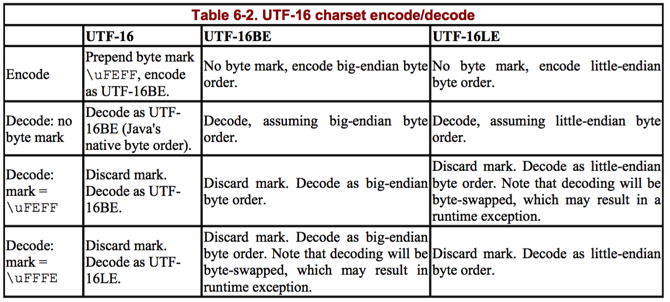 Table 6-2. UTF-16 charset encode/decode
UTF-16 UTF-16BE UTF-16LE
Encode
Prepend byte mark
\uFEFF, encode
as UTF-16BE.
No byte mark, encode big-endian byte
order.
No byte mark, encode little-endian
byte order.
Decode: no
byte mark
Decode as UTF-
16BE (Java's
native byte order).
Decode, assuming big-endian byte
order.
Decode, assuming little-endian byte
order.
Decode:
mark =
\uFEFF
Discard mark.
Decode as UTF-
16BE.
Discard mark. Decode as big-endian
byte order.
Discard mark. Decode as little-endian
byte order. Note that decoding will be
byte-swapped, which may result in a
runtime exception.
Decode:
mark =
\uFFFE
Discard mark.
Decode as UTF-
16LE.
Discard mark. Decode as big-endian
byte order. Note that decoding will be
byte-swapped, which may result in
runtime exception.
Discard mark. Decode as little-endian
byte order.